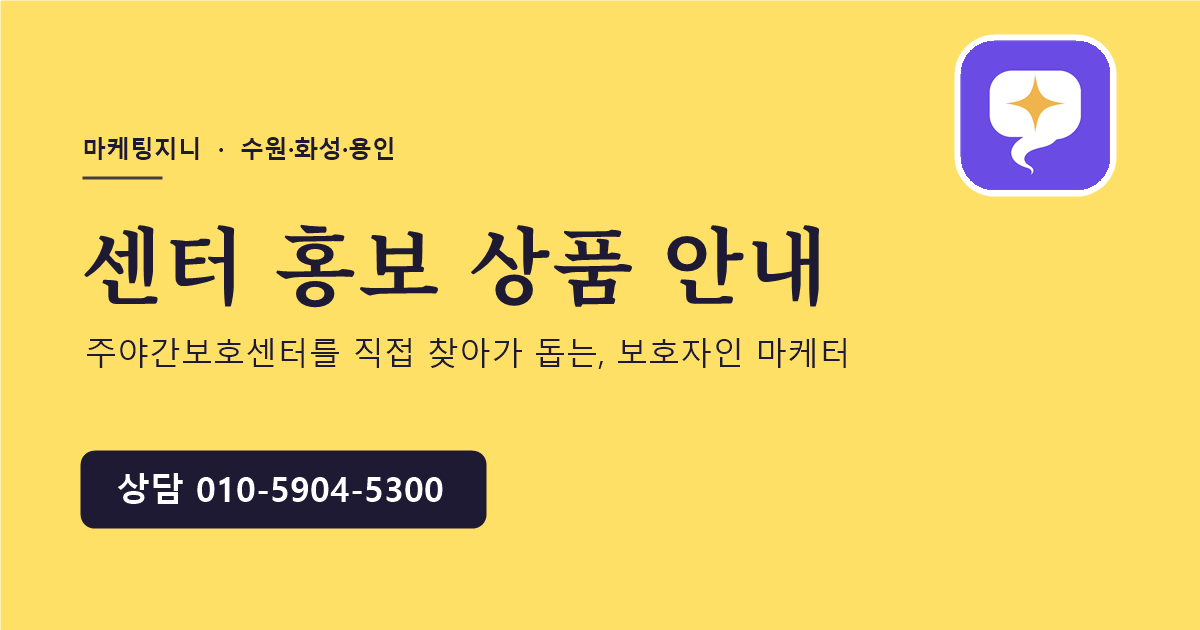 마케팅지니 · 수원·화성·용인
센터 홍보 상품 안내
주야간보호센터를 직접 찾아가 돕는, 보호자인 마케터
상담 010-5904-5300